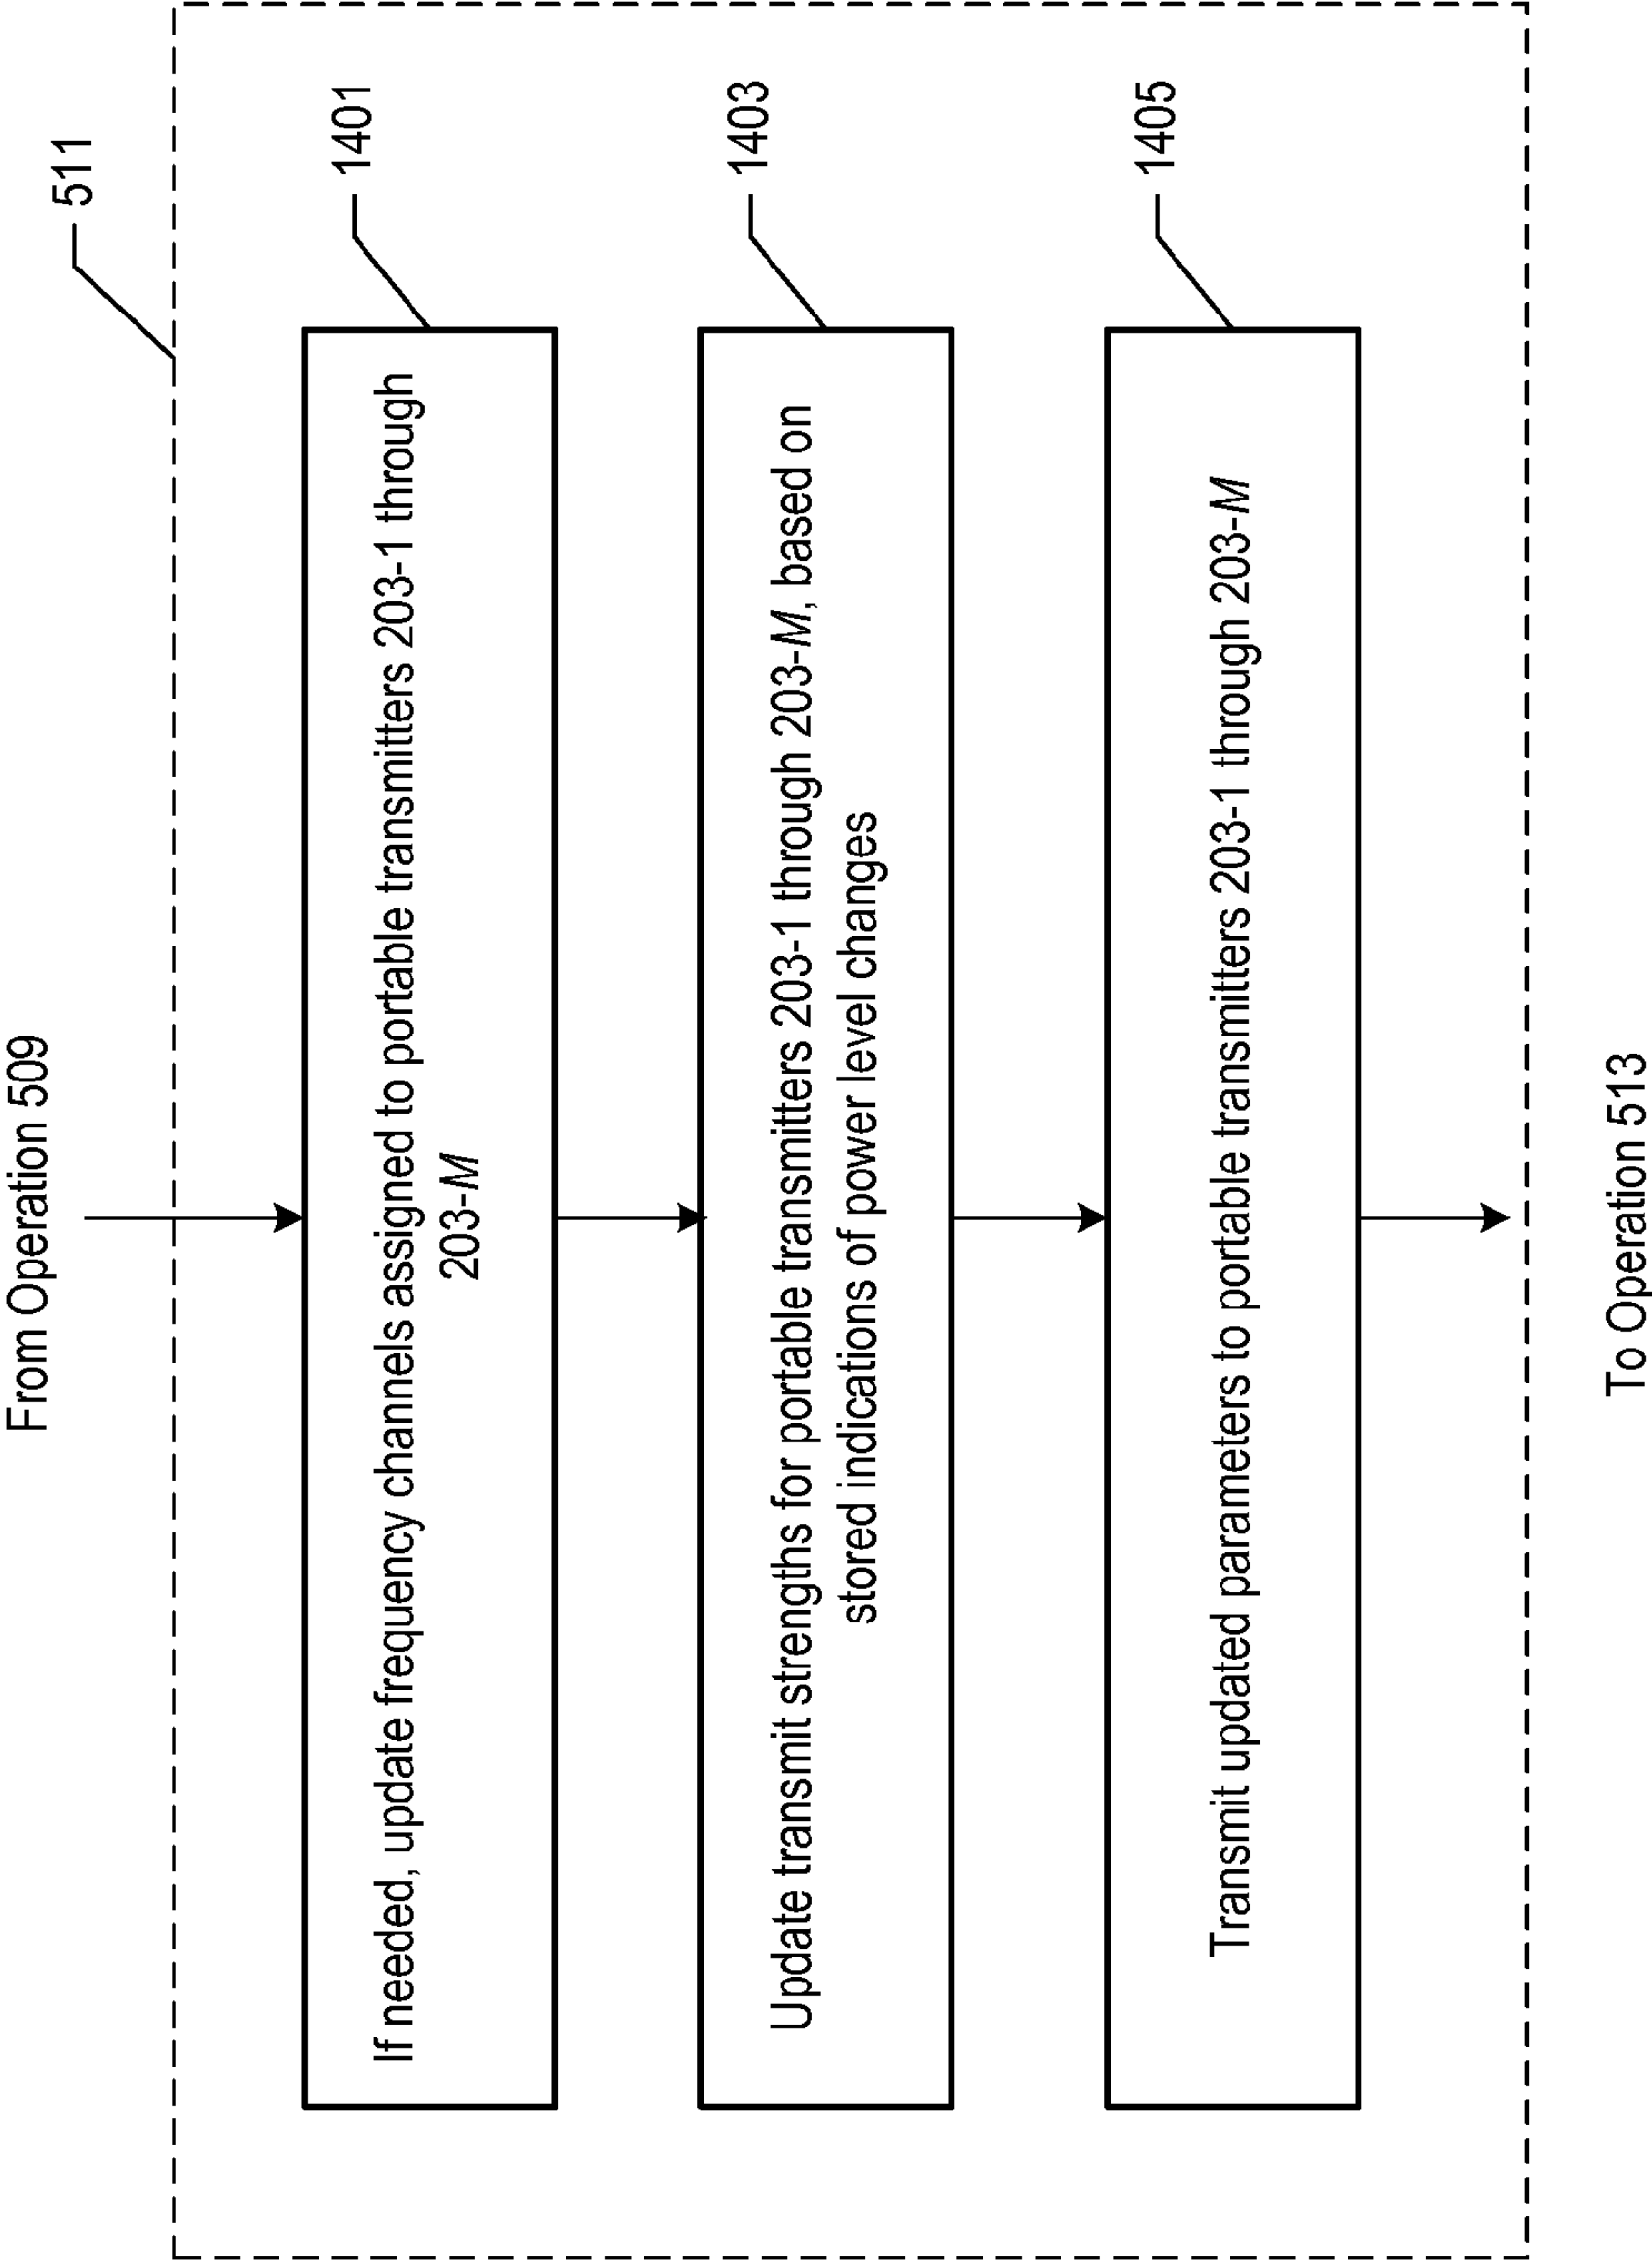 From Operation 509
511
1401
If needed, update frequency channels assigned to portable transmitters 203-1 through
203-M
1403
Update transmit strengths for portable transmitters 203-1 through 203-M, based on
stored indications of power level changes
1405
Transmit updated parameters to portable transmitters 203-1 through 203-M
To Operation 513